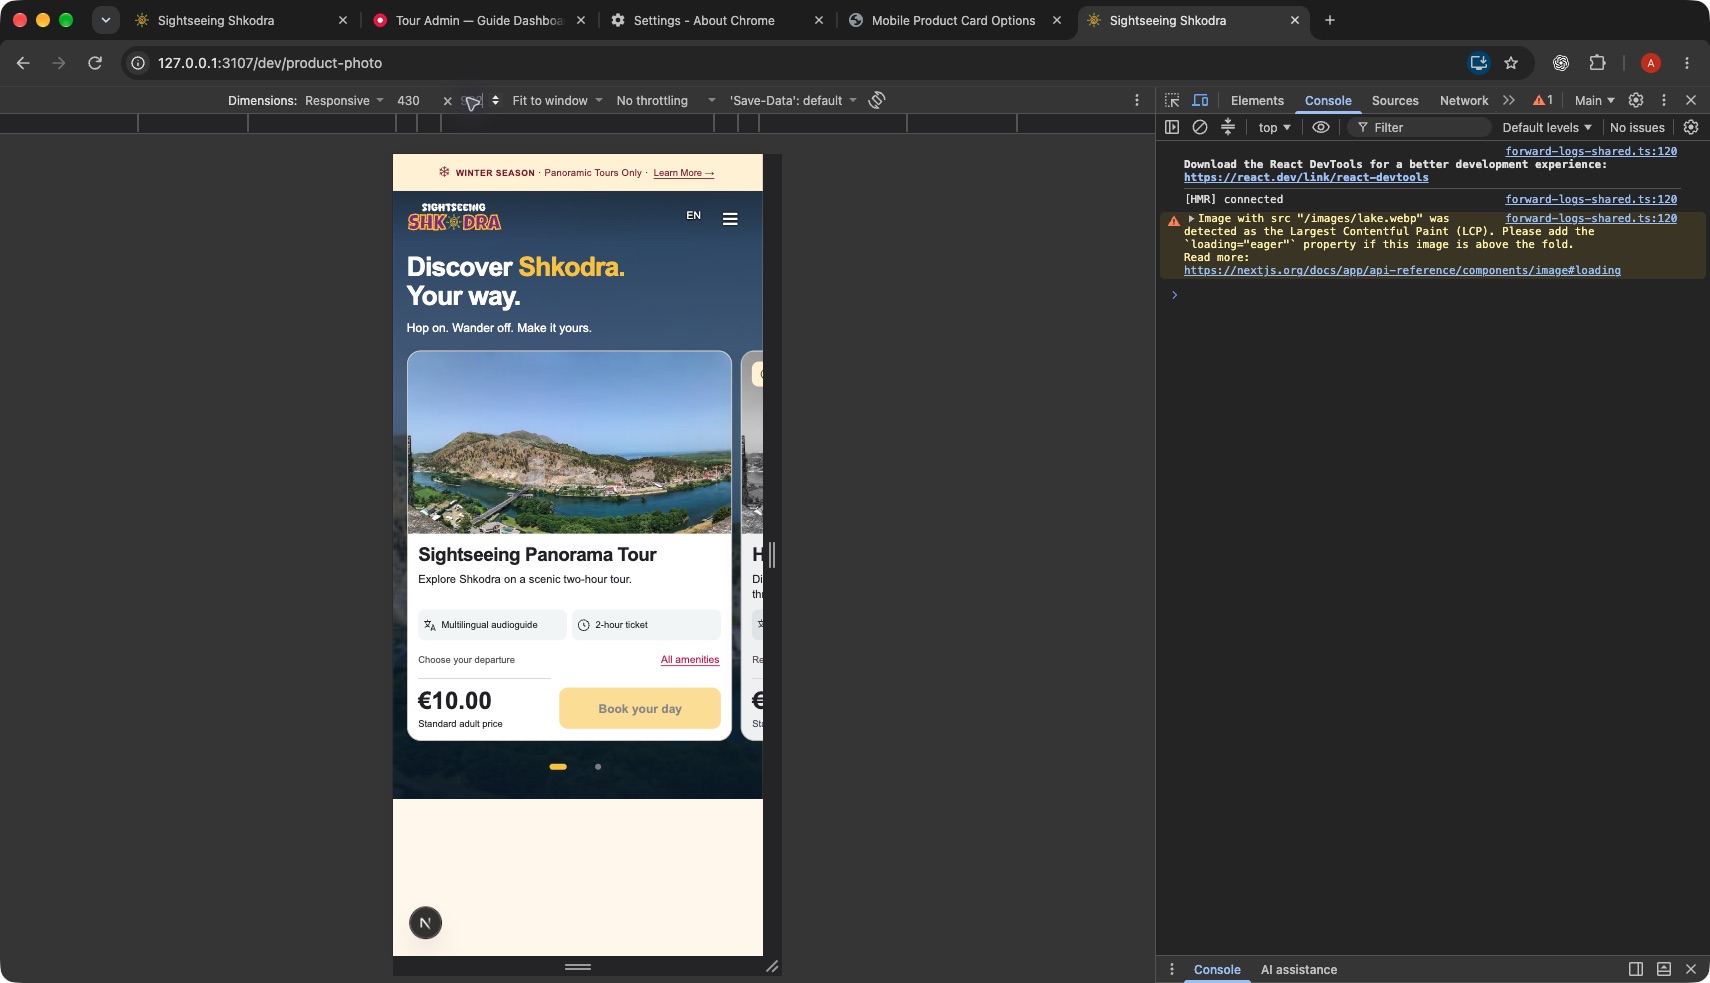 Sightseeing Shkodra
Tour Admin — Guide Dashboa
Settings - About Chrome
Mobile Product Card Options
Sightseeing Shkodra
127.0.0.1:3107/dev/product-photo
A
Dimensions: Responsive 430 × Fit to window No throttling 'Save-Data': default
Elements Console Sources Network 1 Main
top Filter Default levels No issues
forward-logs-shared.ts:120
Download the React DevTools for a better development experience:
https://react.dev/link/react-devtools
[HMR] connected forward-logs-shared.ts:120
Image with src "/images/lake.webp" was forward-logs-shared.ts:120
detected as the Largest Contentful Paint (LCP). Please add the
`loading="eager"` property if this image is above the fold.
Read more:
https://nextjs.org/docs/app/api-reference/components/image#loading
WINTER SEASON · Panoramic Tours Only · Learn More →
SIGHTSEEING
SHKODRA
EN
Discover Shkodra.
Your way.
Hop on. Wander off. Make it yours.
Sightseeing Panorama Tour
H
Explore Shkodra on a scenic two-hour tour.
Di
thr
Multilingual audioguide
2-hour ticket
Choose your departure
All amenities
Re
€10.00
€
Standard adult price
Sta
Book your day
N
Console AI assistance